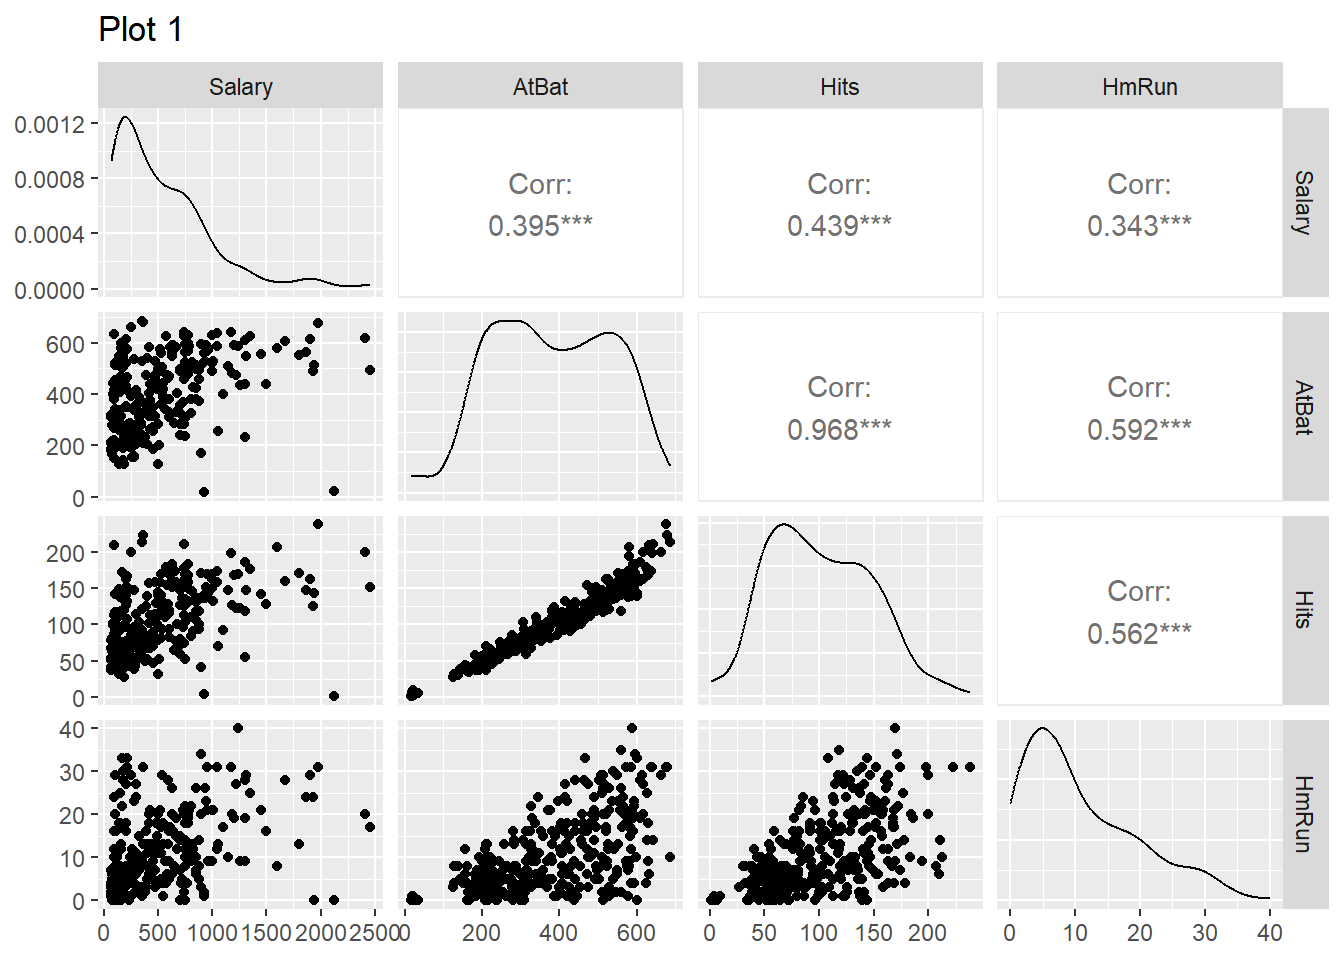 Plot 1
Salary AtBat Hits HmRun
0.0012
0.0008
0.0004
0.0000
Corr:
0.395***
Corr:
0.439***
Corr:
0.343***
Salary
600
400
200
0
Corr:
0.968***
Corr:
0.592***
AtBat
200
150
100
50
0
Corr:
0.562***
Hits
40
30
20
10
0
HmRun
0 500 1000 1500 2000 2500
0 200 400 600
0 50 100 150 200
0 10 20 30 40